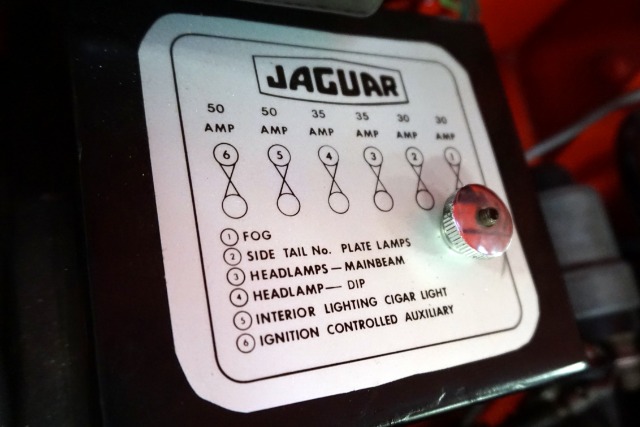 JAGUAR
50 50 35 35 30 30
AMP AMP AMP AMP AMP AMP
6 5 4 3 2 1
1 FOG
2 SIDE TAIL No. PLATE LAMPS
3 HEADLAMPS — MAINBEAM
4 HEADLAMP — DIP
5 INTERIOR LIGHTING CIGAR LIGHT
6 IGNITION CONTROLLED AUXILIARY